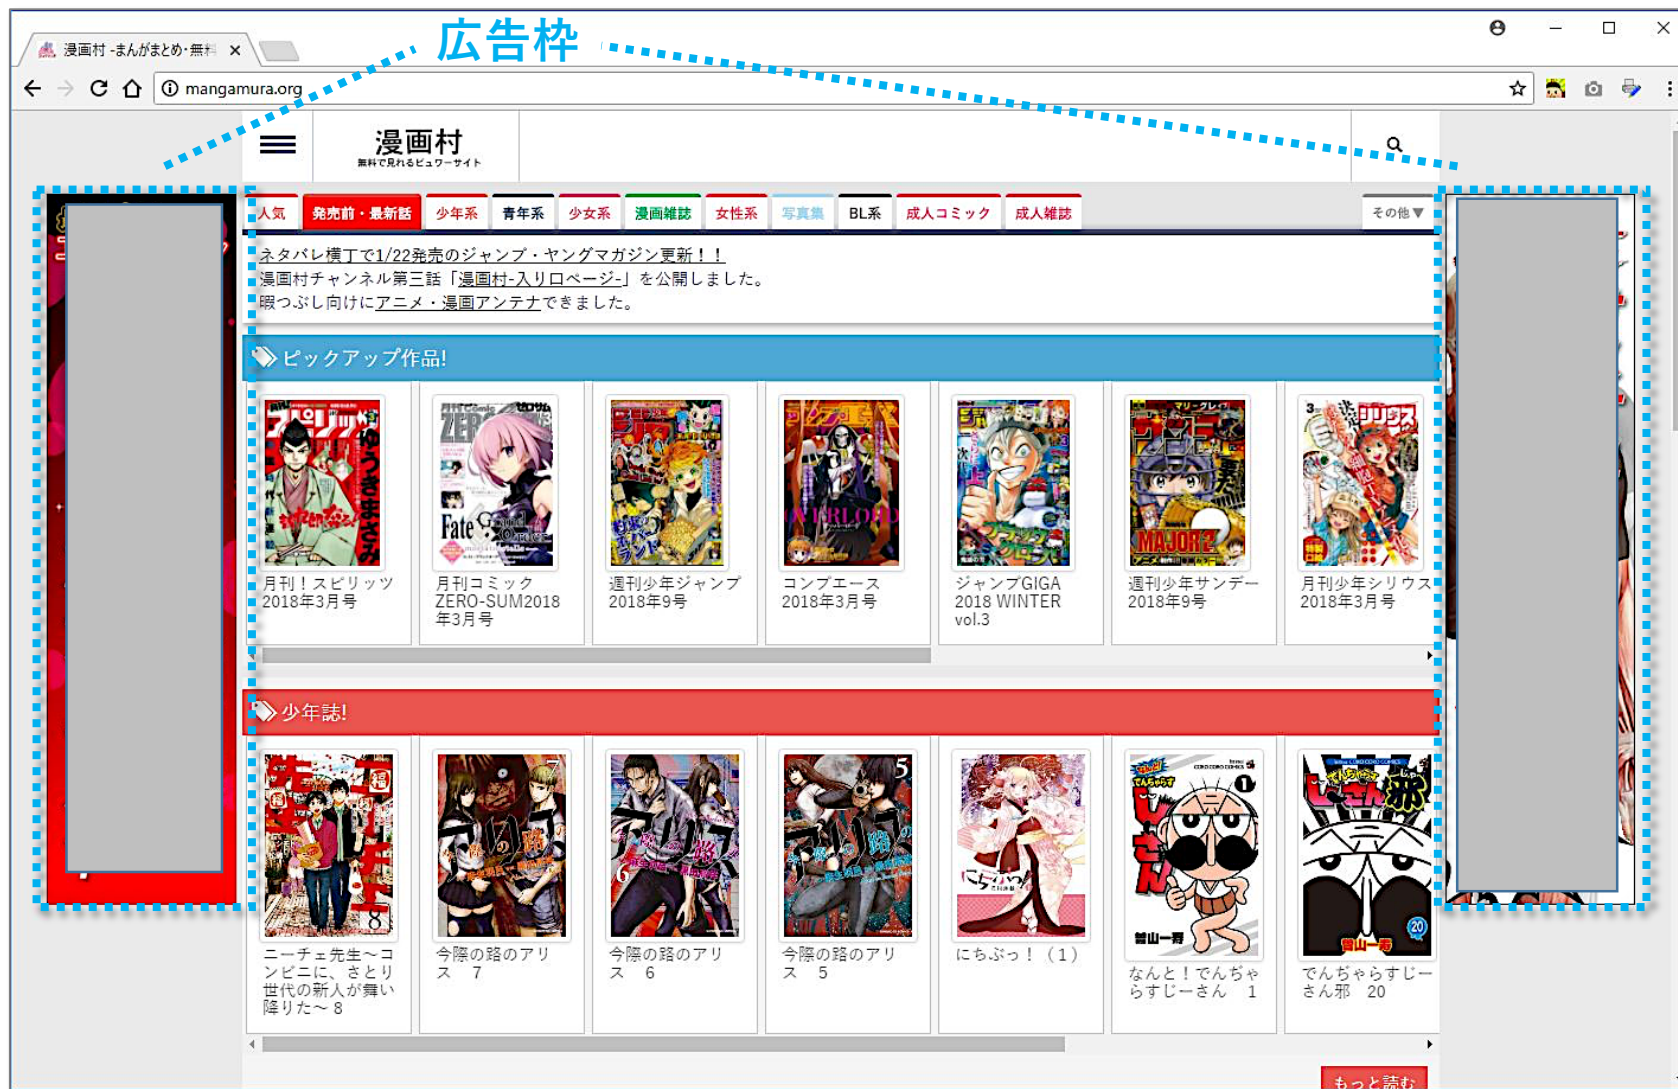 広告枠
漫画村 -まんがまとめ・無料
mangamura.org
漫画村
無料で見れるビュワーサイト
人気
発売前・最新話
少年系
青年系
少女系
漫画雑誌
女性系
写真集
BL系
成人コミック
成人雑誌
その他▼
ネタバレ横丁で1/22発売のジャンプ・ヤングマガジン更新！！
漫画村チャンネル第三話「漫画村-入り口ページ-」を公開しました。
暇つぶし向けにアニメ・漫画アンテナできました。
ピックアップ作品!
月刊！スピリッツ
2018年3月号
月刊コミック
ZERO-SUM2018
年3月号
週刊少年ジャンプ
2018年9号
コンプエース
2018年3月号
ジャンプGIGA
2018 WINTER
vol.3
週刊少年サンデー
2018年9号
月刊少年シリウス
2018年3月号
少年誌!
ニーチェ先生～コ
ンビニに、さとり
世代の新人が舞い
降りた～ 8
今際の路のアリ
ス　7
今際の路のアリ
ス　6
今際の路のアリ
ス　5
にちぶっ！（1）
なんと！でんぢゃ
らすじーさん　1
でんぢゃらすじー
さん邪　20
もっと読む